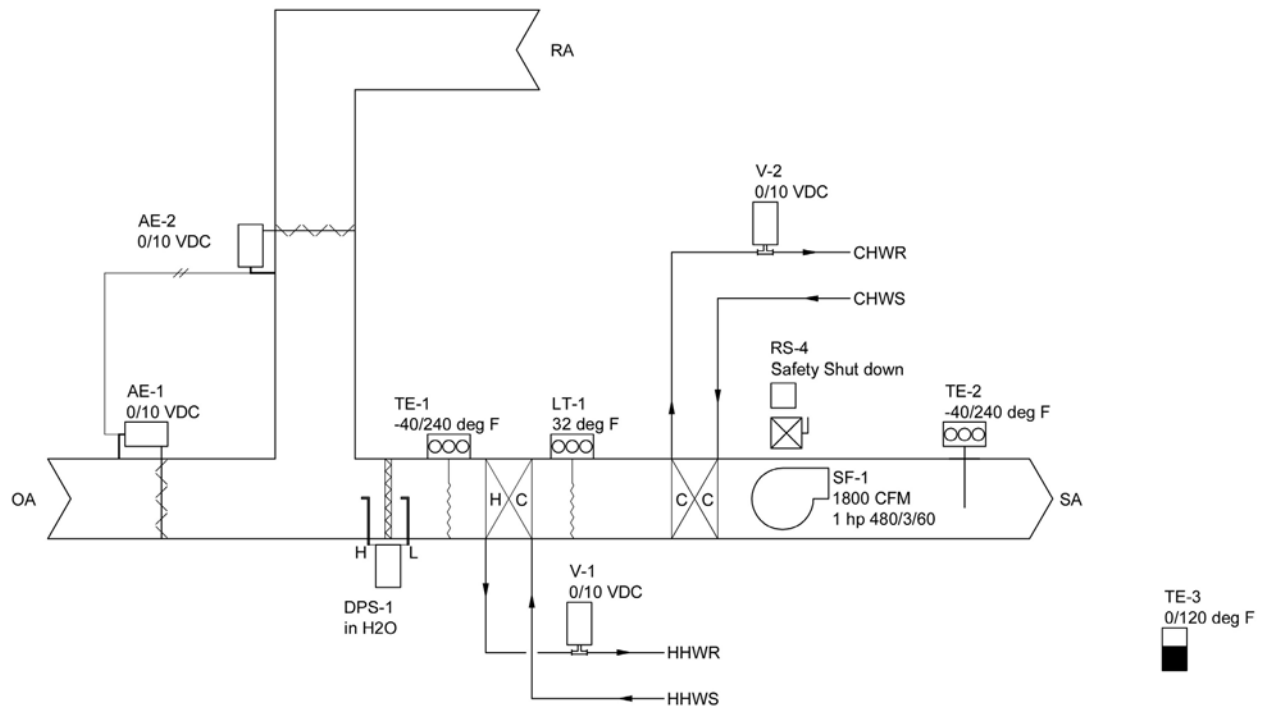 RA
V-2
0/10 VDC
AE-2
0/10 VDC
CHWR
CHWS
RS-4
Safety Shut down
AE-1
0/10 VDC
TE-1
-40/240 deg F
LT-1
32 deg F
TE-2
-40/240 deg F
OA
H C
C C
SF-1
1800 CFM
1 hp 480/3/60
SA
H L
DPS-1
in H2O
V-1
0/10 VDC
TE-3
0/120 deg F
HHWR
HHWS